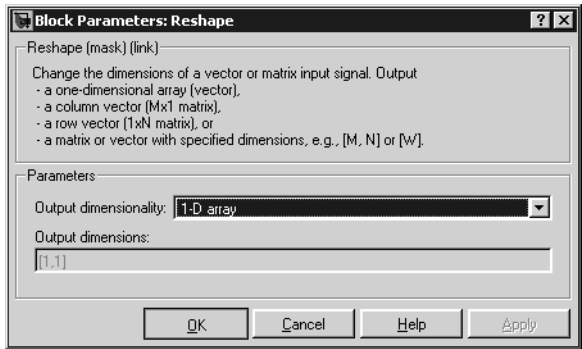 Block Parameters: Reshape
Reshape (mask) (link)
Change the dimensions of a vector or matrix input signal. Output
- a one-dimensional array (vector),
- a column vector (Mx1 matrix),
- a row vector (1xN matrix), or
- a matrix or vector with specified dimensions, e.g., [M, N] or [W].
Parameters
Output dimensionality: 1-D array
Output dimensions:
[1,1]
OK Cancel Help Apply